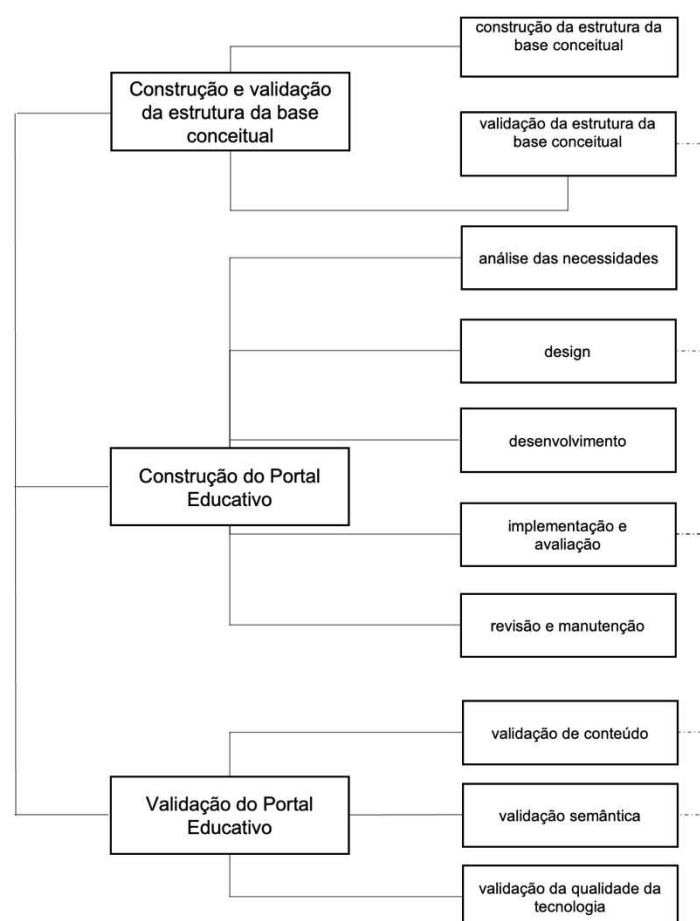 construção da estrutura da
base conceitual
Construção e validação
da estrutura da base
conceitual
validação da estrutura da
base conceitual
análise das necessidades
design
desenvolvimento
Construção do Portal
Educativo
implementação e
avaliação
revisão e manutenção
validação de conteúdo
Validação do Portal
Educativo
validação semântica
validação da qualidade da
tecnologia